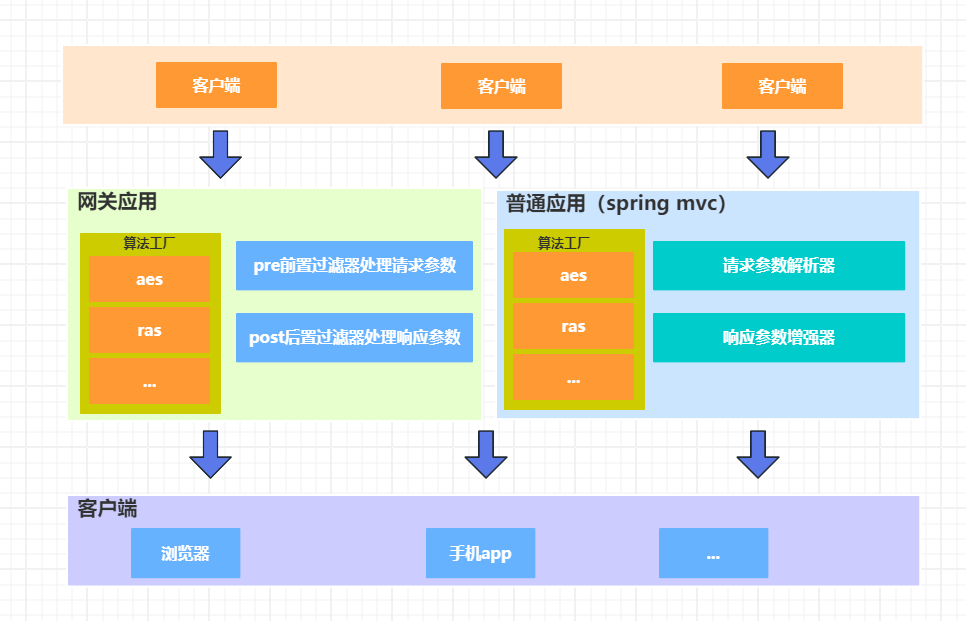 客户端
客户端
客户端
网关应用
算法工厂
aes
ras
...
pre前置过滤器处理请求参数
post后置过滤器处理响应参数
普通应用（spring mvc）
算法工厂
aes
ras
...
请求参数解析器
响应参数增强器
客户端
浏览器
手机app
...